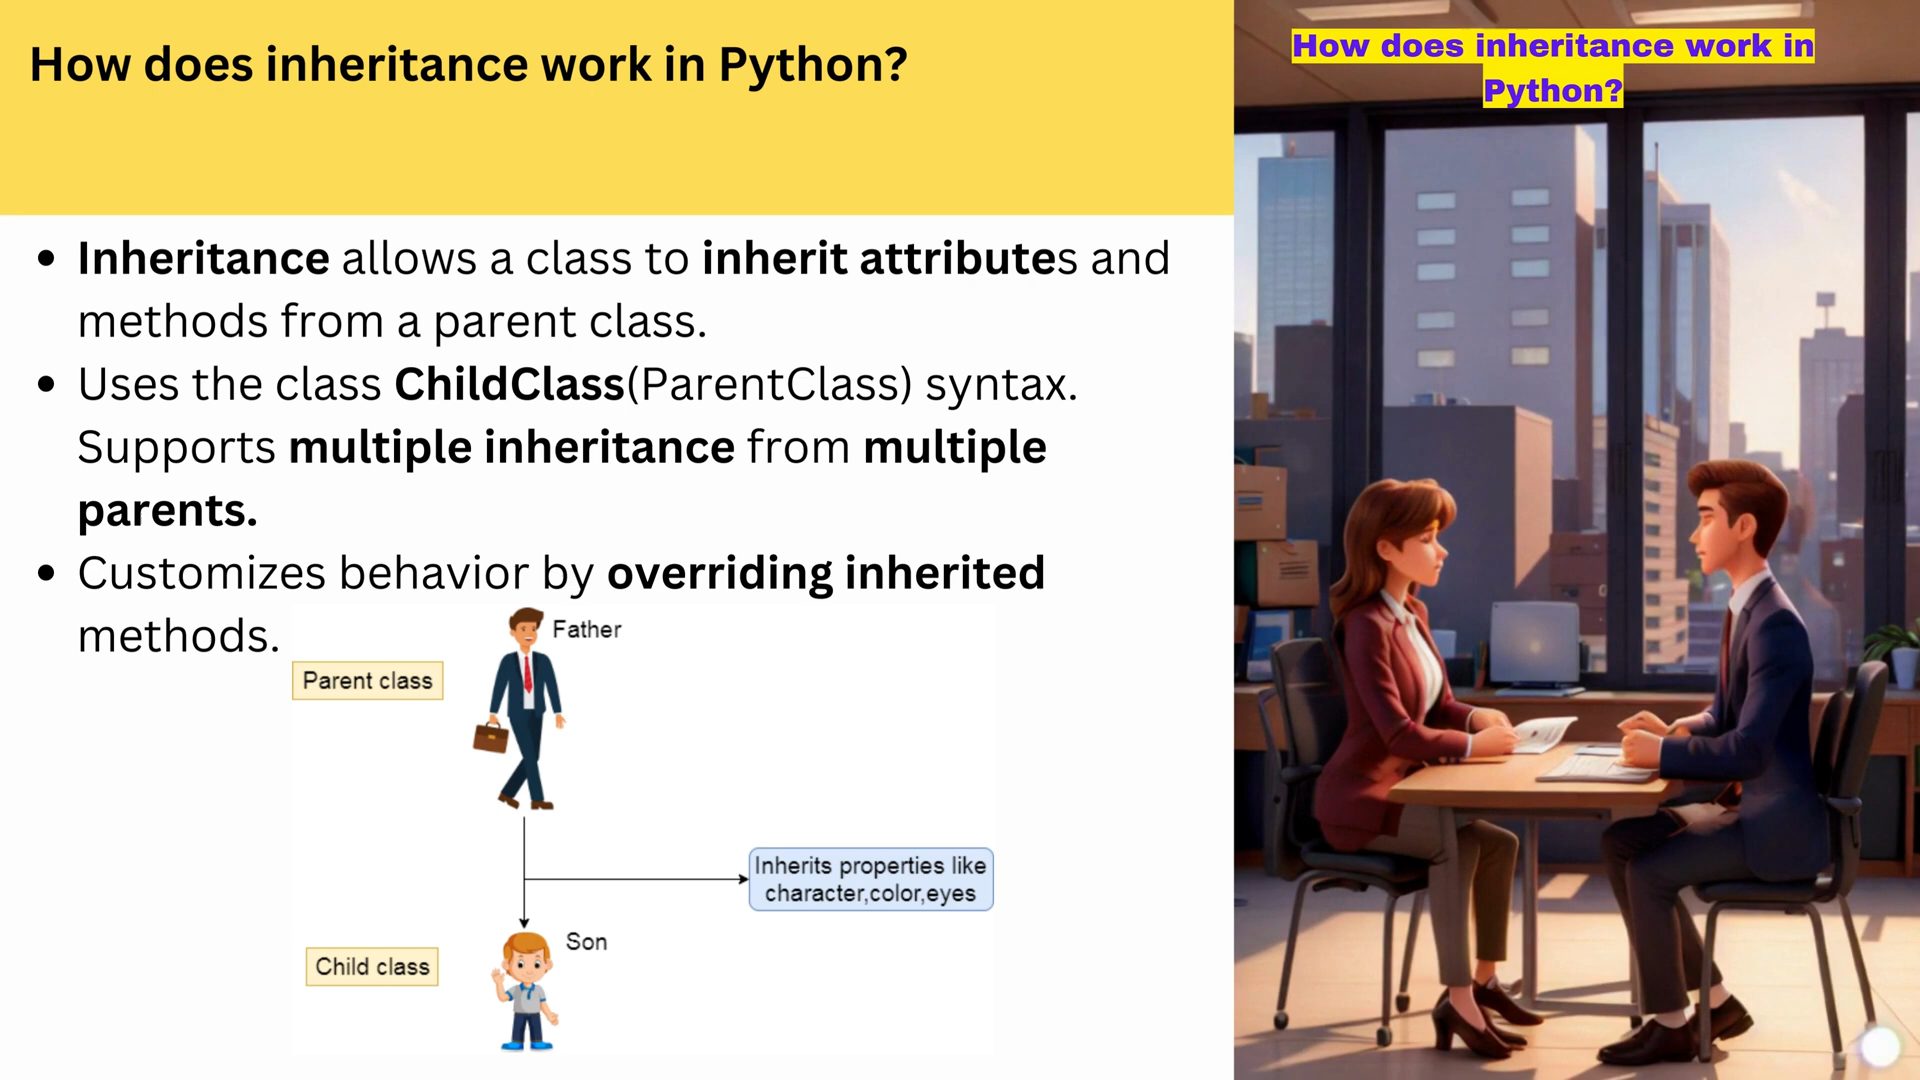 How does inheritance work in Python?
Inheritance allows a class to inherit attributes and
methods from a parent class.
Uses the class ChildClass(ParentClass) syntax.
Supports multiple inheritance from multiple
parents.
Customizes behavior by overriding inherited
methods.
Father
Parent class
Inherits properties like
character,color,eyes
Son
Child class
How does inheritance work in
Python?